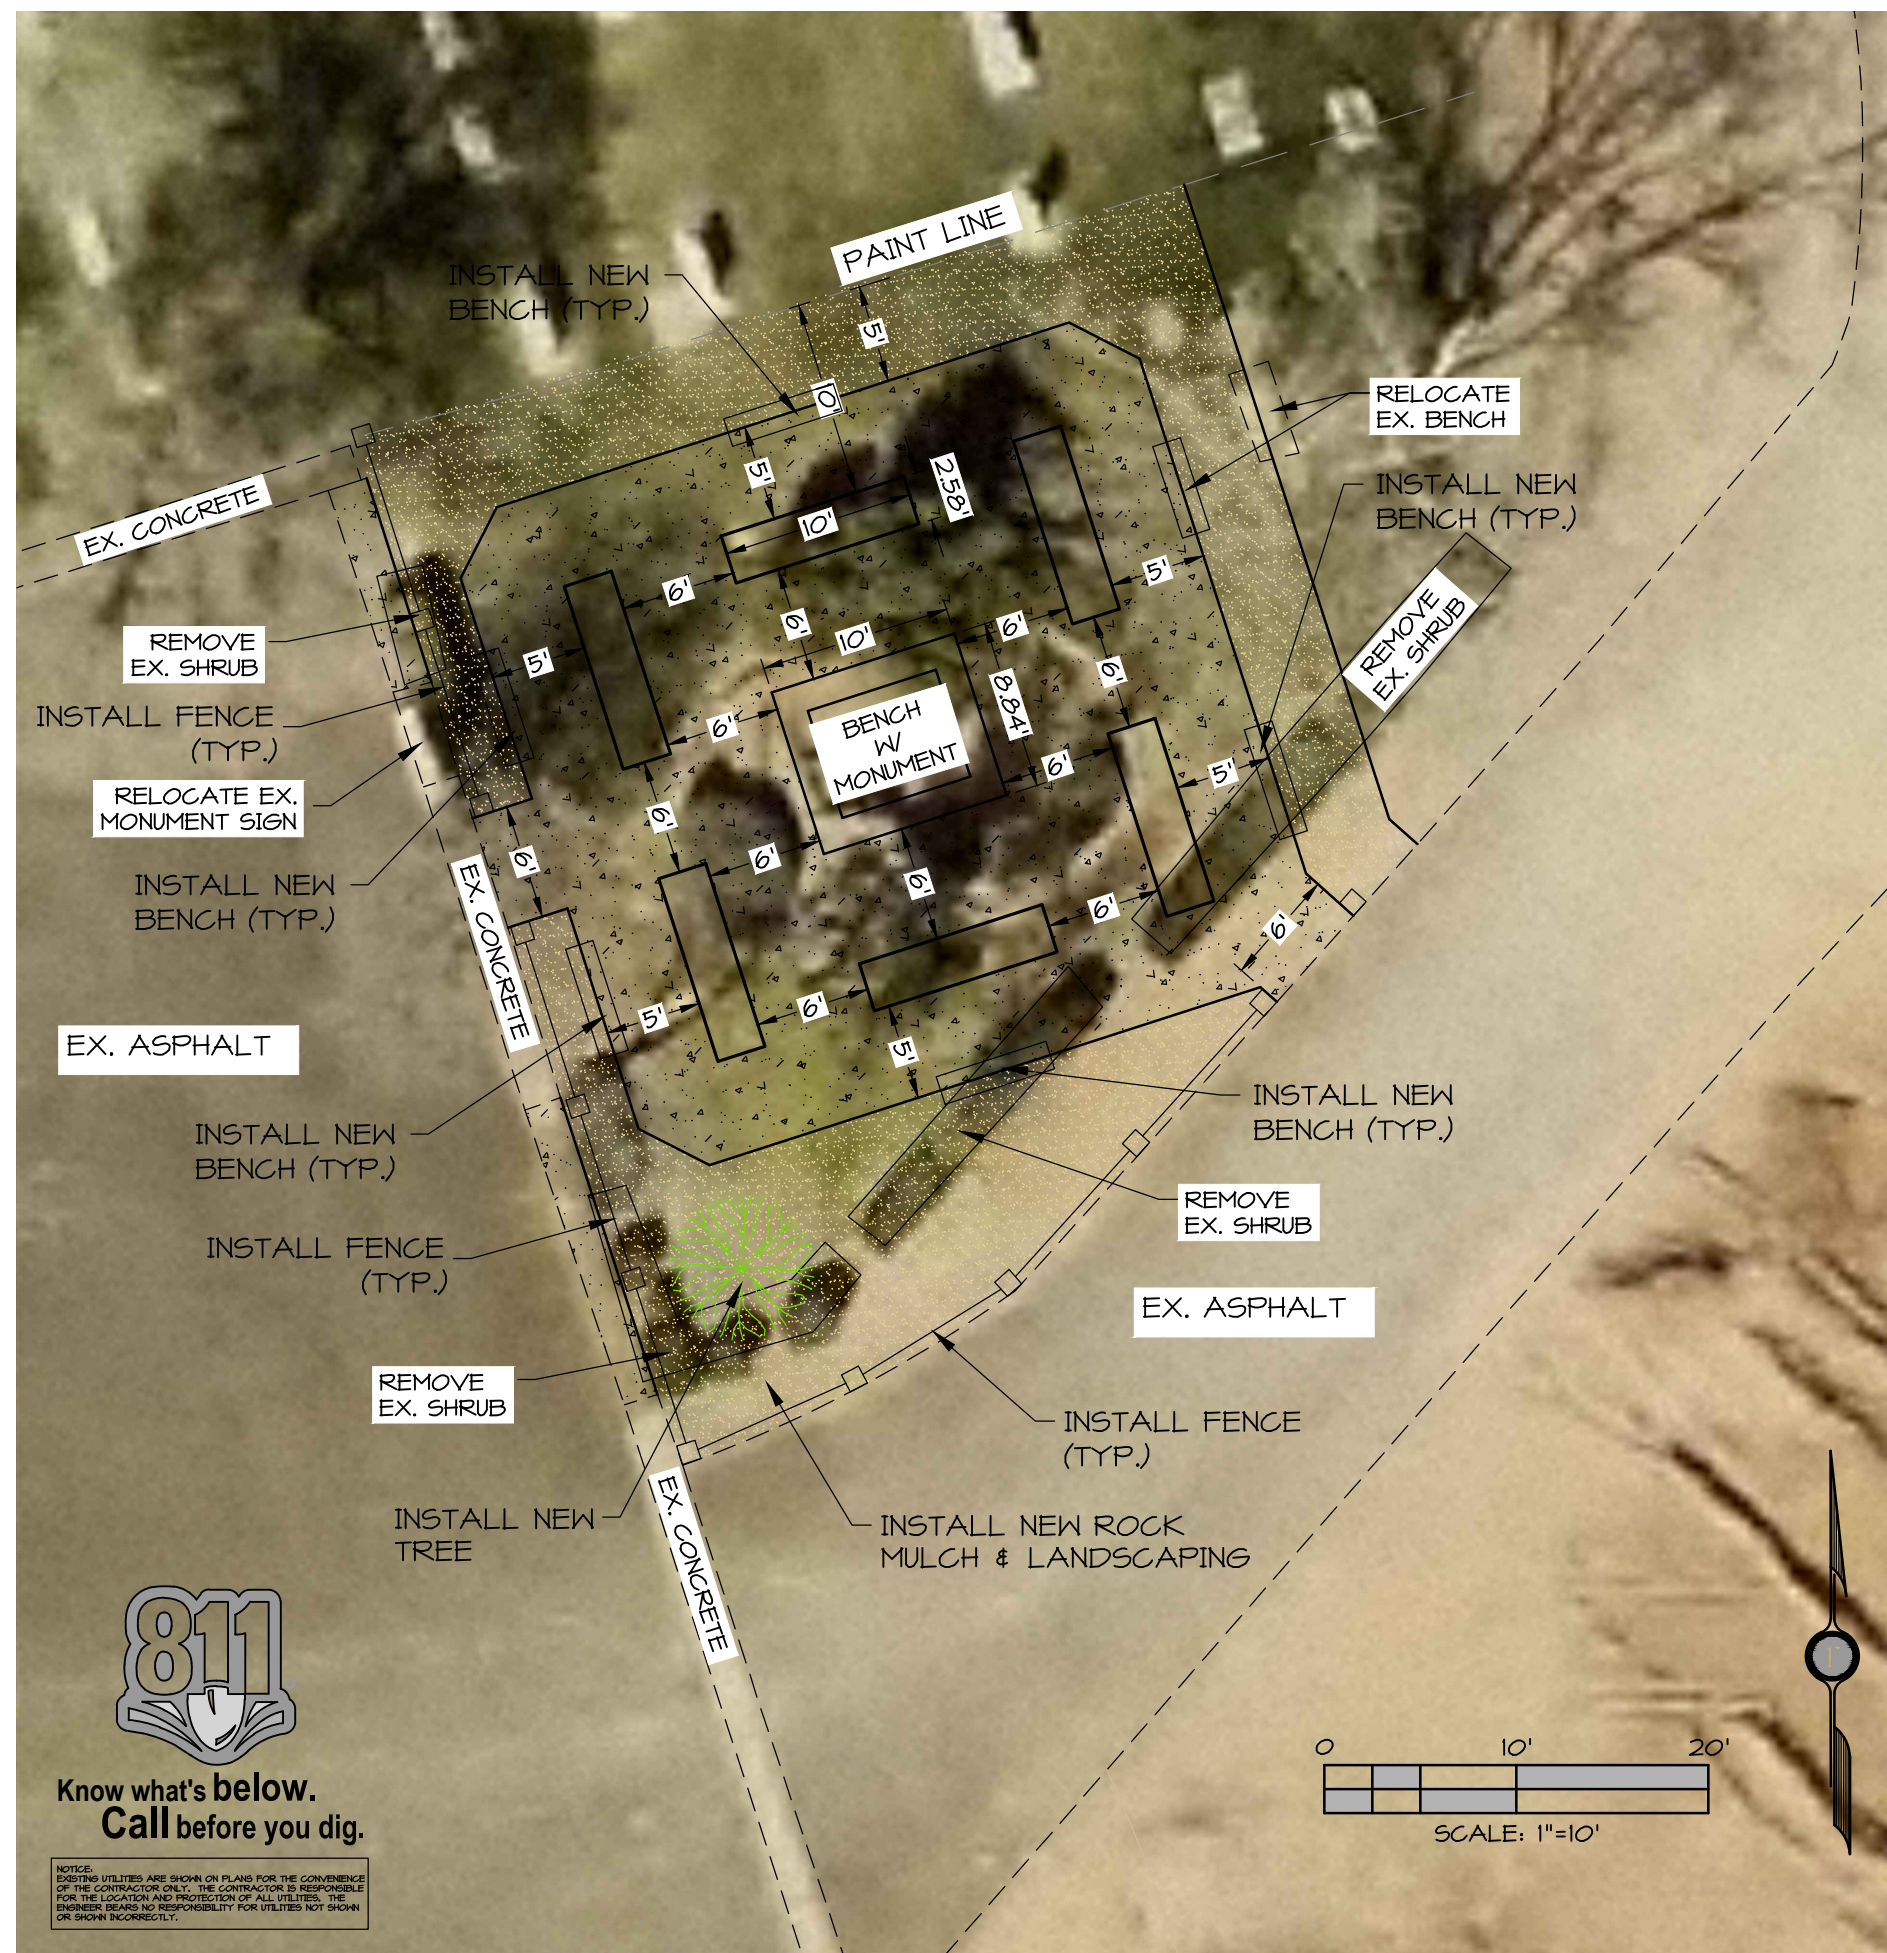 PAINT LINE
INSTALL NEW
BENCH (TYP.)
5'
10'
RELOCATE
EX. BENCH
5'
2.58'
INSTALL NEW
BENCH (TYP.)
EX. CONCRETE
10'
5'
6'
REMOVE
EX. SHRUB
6'
10'
6'
REMOVE
EX. SHRUB
5'
6'
INSTALL FENCE
(TYP.)
8.84'
6'
BENCH
W/
MONUMENT
6'
5'
RELOCATE EX.
MONUMENT SIGN
6'
6'
6'
INSTALL NEW
BENCH (TYP.)
6'
6'
6'
EX. CONCRETE
5'
6'
EX. ASPHALT
5'
INSTALL NEW
BENCH (TYP.)
INSTALL NEW
BENCH (TYP.)
REMOVE
EX. SHRUB
INSTALL FENCE
(TYP.)
EX. ASPHALT
REMOVE
EX. SHRUB
INSTALL FENCE
(TYP.)
INSTALL NEW
TREE
EX. CONCRETE
INSTALL NEW ROCK
MULCH & LANDSCAPING
811
Know what's below.
Call before you dig.
0 10' 20'
SCALE: 1"=10'
NOTICE:
EXISTING UTILITIES ARE SHOWN ON PLANS FOR THE CONVENIENCE
OF THE CONTRACTOR ONLY. THE CONTRACTOR IS RESPONSIBLE
FOR THE LOCATION AND PROTECTION OF ALL UTILITIES. THE
ENGINEER BEARS NO RESPONSIBILITY FOR UTILITIES NOT SHOWN
OR SHOWN INCORRECTLY.